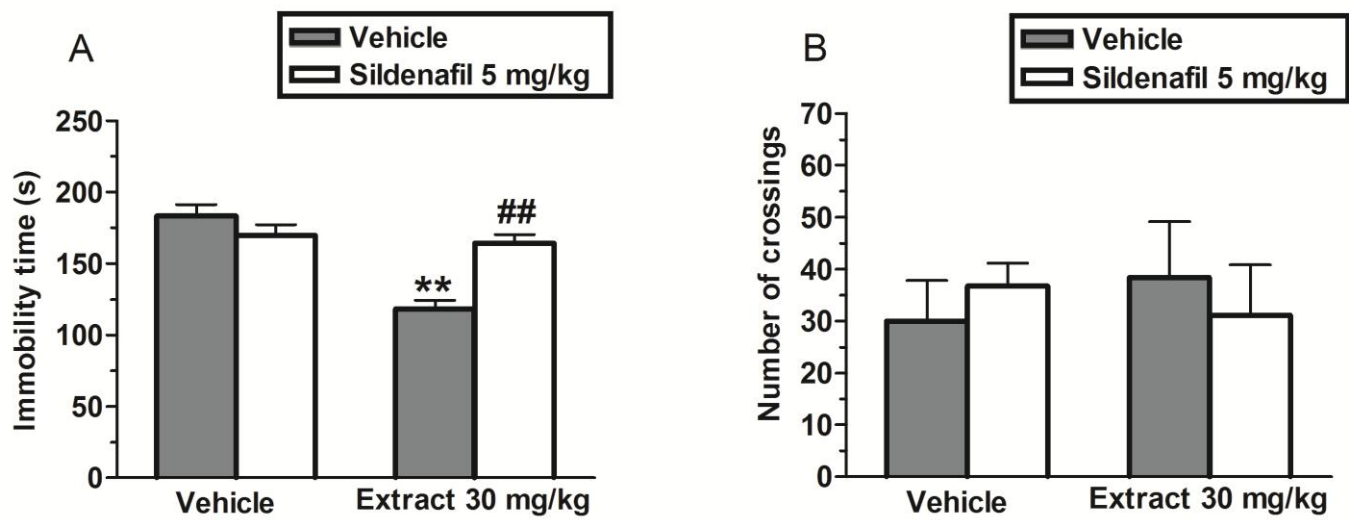 A
Vehicle
Sildenafil 5 mg/kg
Immobility time (s)
250
200
150
100
50
0
**
##
Vehicle
Extract 30 mg/kg
B
Vehicle
Sildenafil 5 mg/kg
Number of crossings
70
60
50
40
30
20
10
0
Vehicle
Extract 30 mg/kg